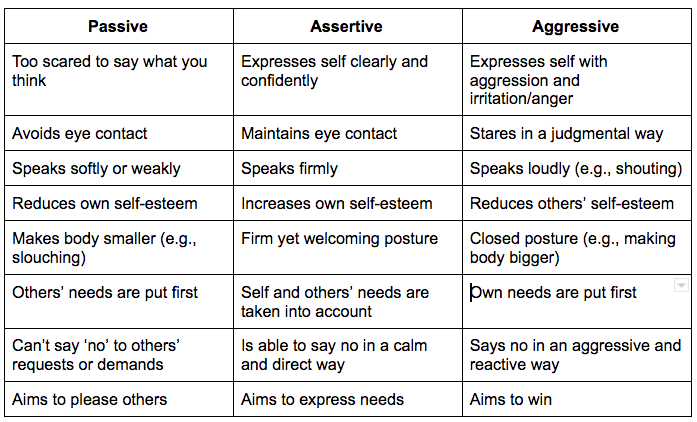 Passive Assertive Aggressive
Too scared to say what you Expresses self clearly and Expresses self with
think confidently aggression and
irritation/anger
Avoids eye contact Maintains eye contact Stares in a judgmental way
Speaks softly or weakly Speaks firmly Speaks loudly (e.g., shouting)
Reduces own self-esteem Increases own self-esteem Reduces others’ self-esteem
Makes body smaller (e.g., Firm yet welcoming posture Closed posture (e.g., making
slouching) body bigger)
Others’ needs are put first Self and others’ needs are Own needs are put first
taken into account
Can’t say ‘no’ to others’ Is able to say no in a calm Says no in an aggressive and
requests or demands and direct way reactive way
Aims to please others Aims to express needs Aims to win